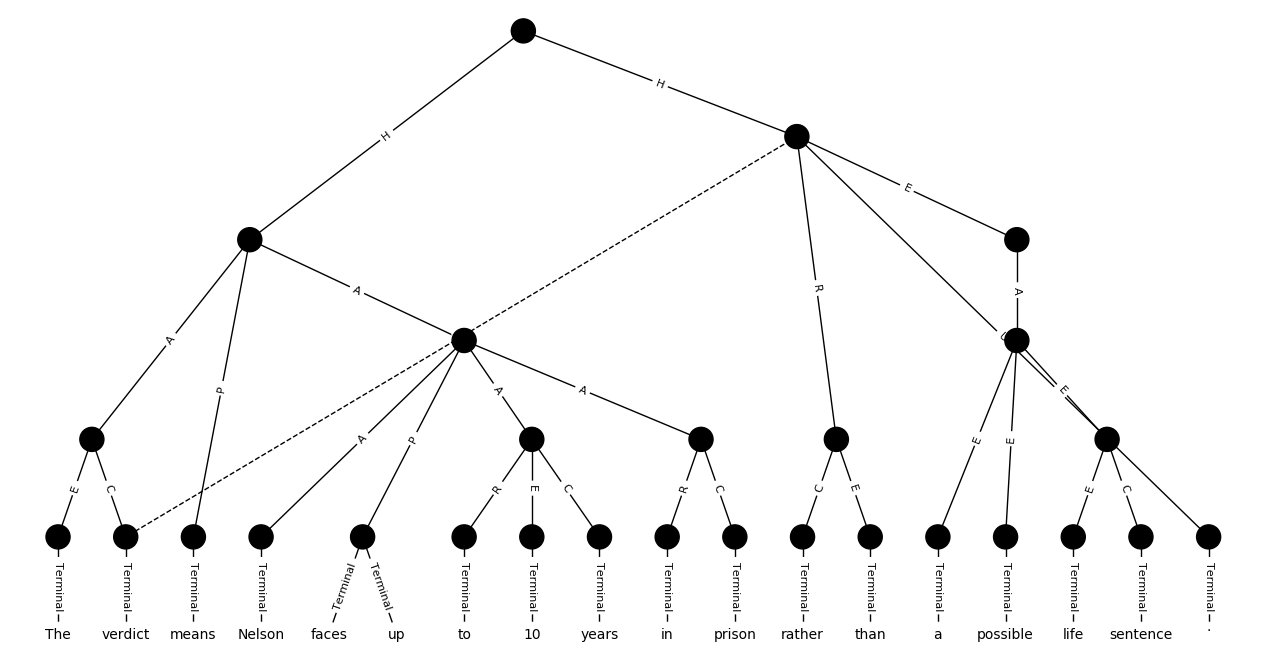 H
H
E
A
A
R
A
P
U
A
P
A
A
E
E
E
E
C
R
E
C
R
C
C
E
E
C
Terminal Terminal Terminal Terminal Terminal Terminal Terminal Terminal Terminal Terminal Terminal Terminal Terminal Terminal Terminal Terminal Terminal Terminal
The verdict means Nelson faces up to 10 years in prison rather than a possible life sentence .